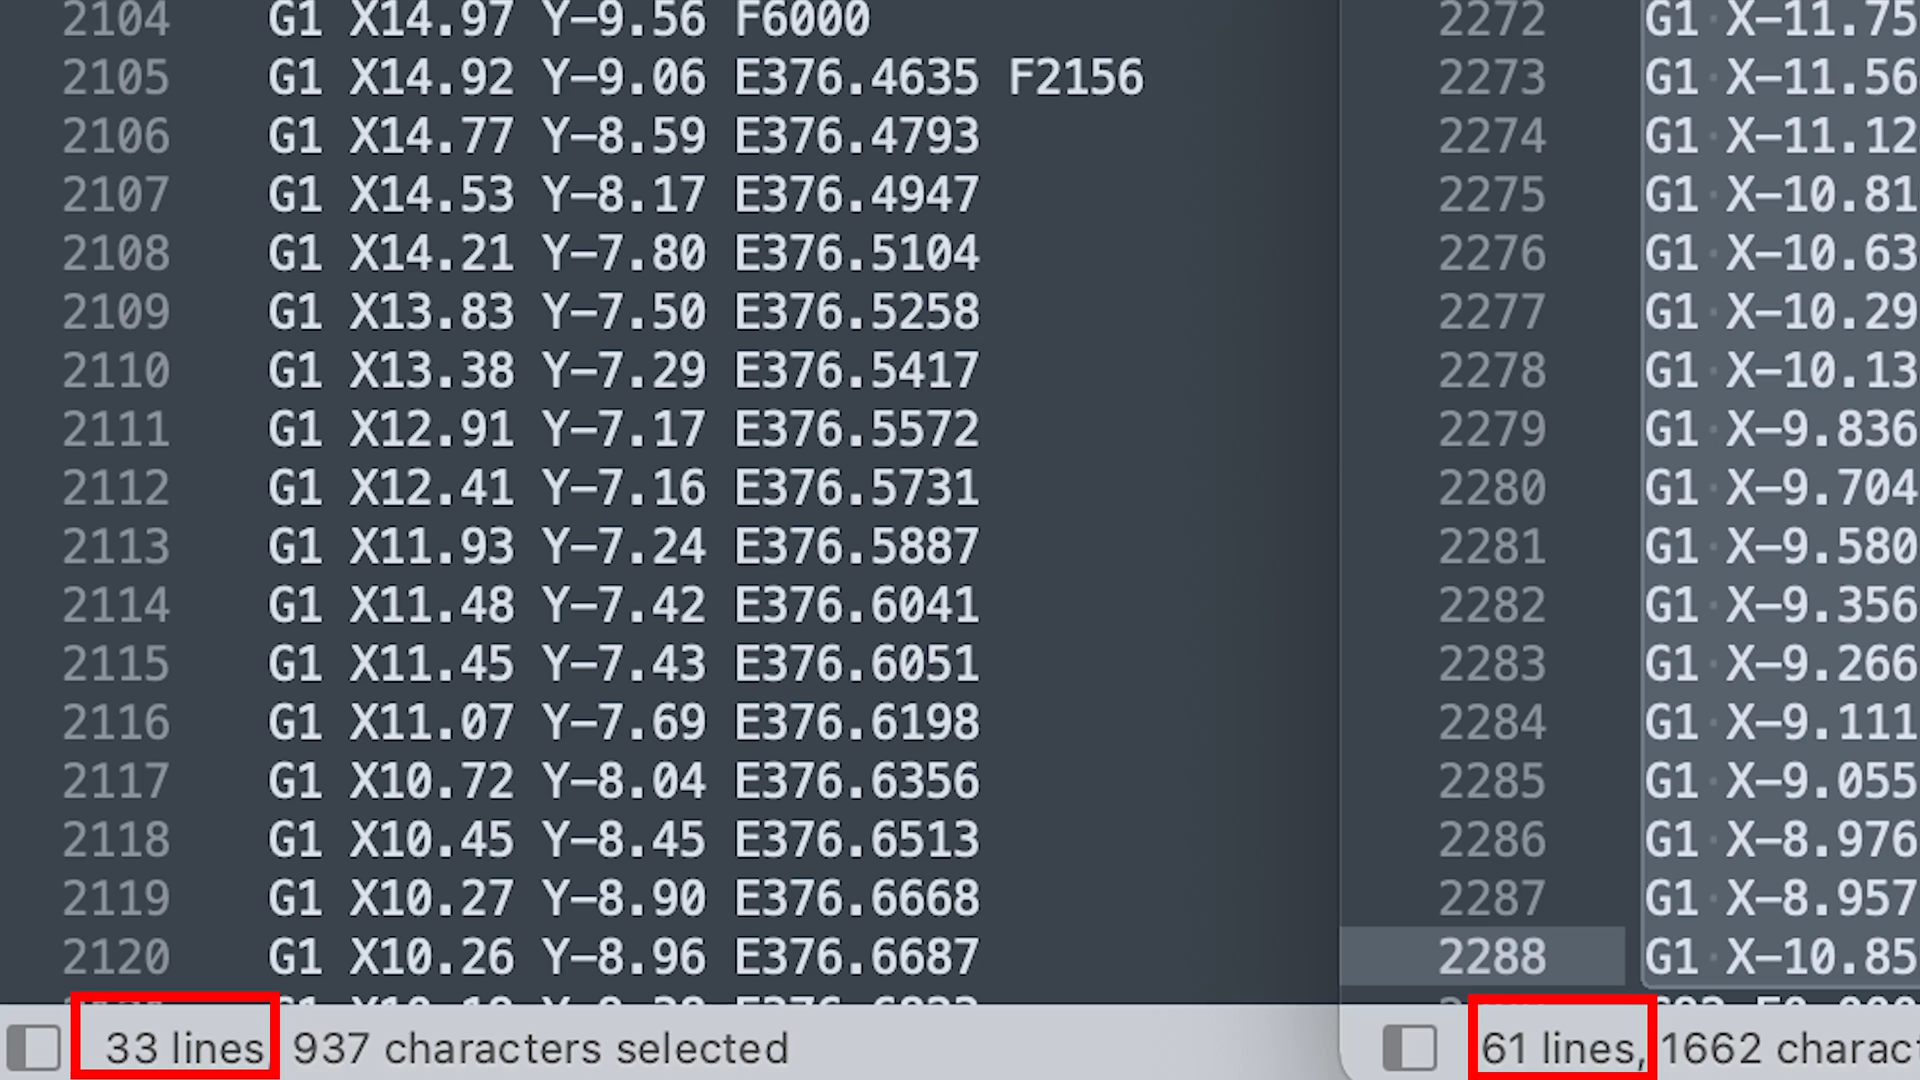 2104 G1 X14.97 Y-9.56 F6000
2105 G1 X14.92 Y-9.06 E376.4635 F2156
2106 G1 X14.77 Y-8.59 E376.4793
2107 G1 X14.53 Y-8.17 E376.4947
2108 G1 X14.21 Y-7.80 E376.5104
2109 G1 X13.83 Y-7.50 E376.5258
2110 G1 X13.38 Y-7.29 E376.5417
2111 G1 X12.91 Y-7.17 E376.5572
2112 G1 X12.41 Y-7.16 E376.5731
2113 G1 X11.93 Y-7.24 E376.5887
2114 G1 X11.48 Y-7.42 E376.6041
2115 G1 X11.45 Y-7.43 E376.6051
2116 G1 X11.07 Y-7.69 E376.6198
2117 G1 X10.72 Y-8.04 E376.6356
2118 G1 X10.45 Y-8.45 E376.6513
2119 G1 X10.27 Y-8.90 E376.6668
2120 G1 X10.26 Y-8.96 E376.6687
33 lines, 937 characters selected
2272 G1 X-11.75
2273 G1 X-11.56
2274 G1 X-11.12
2275 G1 X-10.81
2276 G1 X-10.63
2277 G1 X-10.29
2278 G1 X-10.13
2279 G1 X-9.836
2280 G1 X-9.704
2281 G1 X-9.580
2282 G1 X-9.356
2283 G1 X-9.266
2284 G1 X-9.111
2285 G1 X-9.055
2286 G1 X-8.976
2287 G1 X-8.957
2288 G1 X-10.85
61 lines, 1662 charact